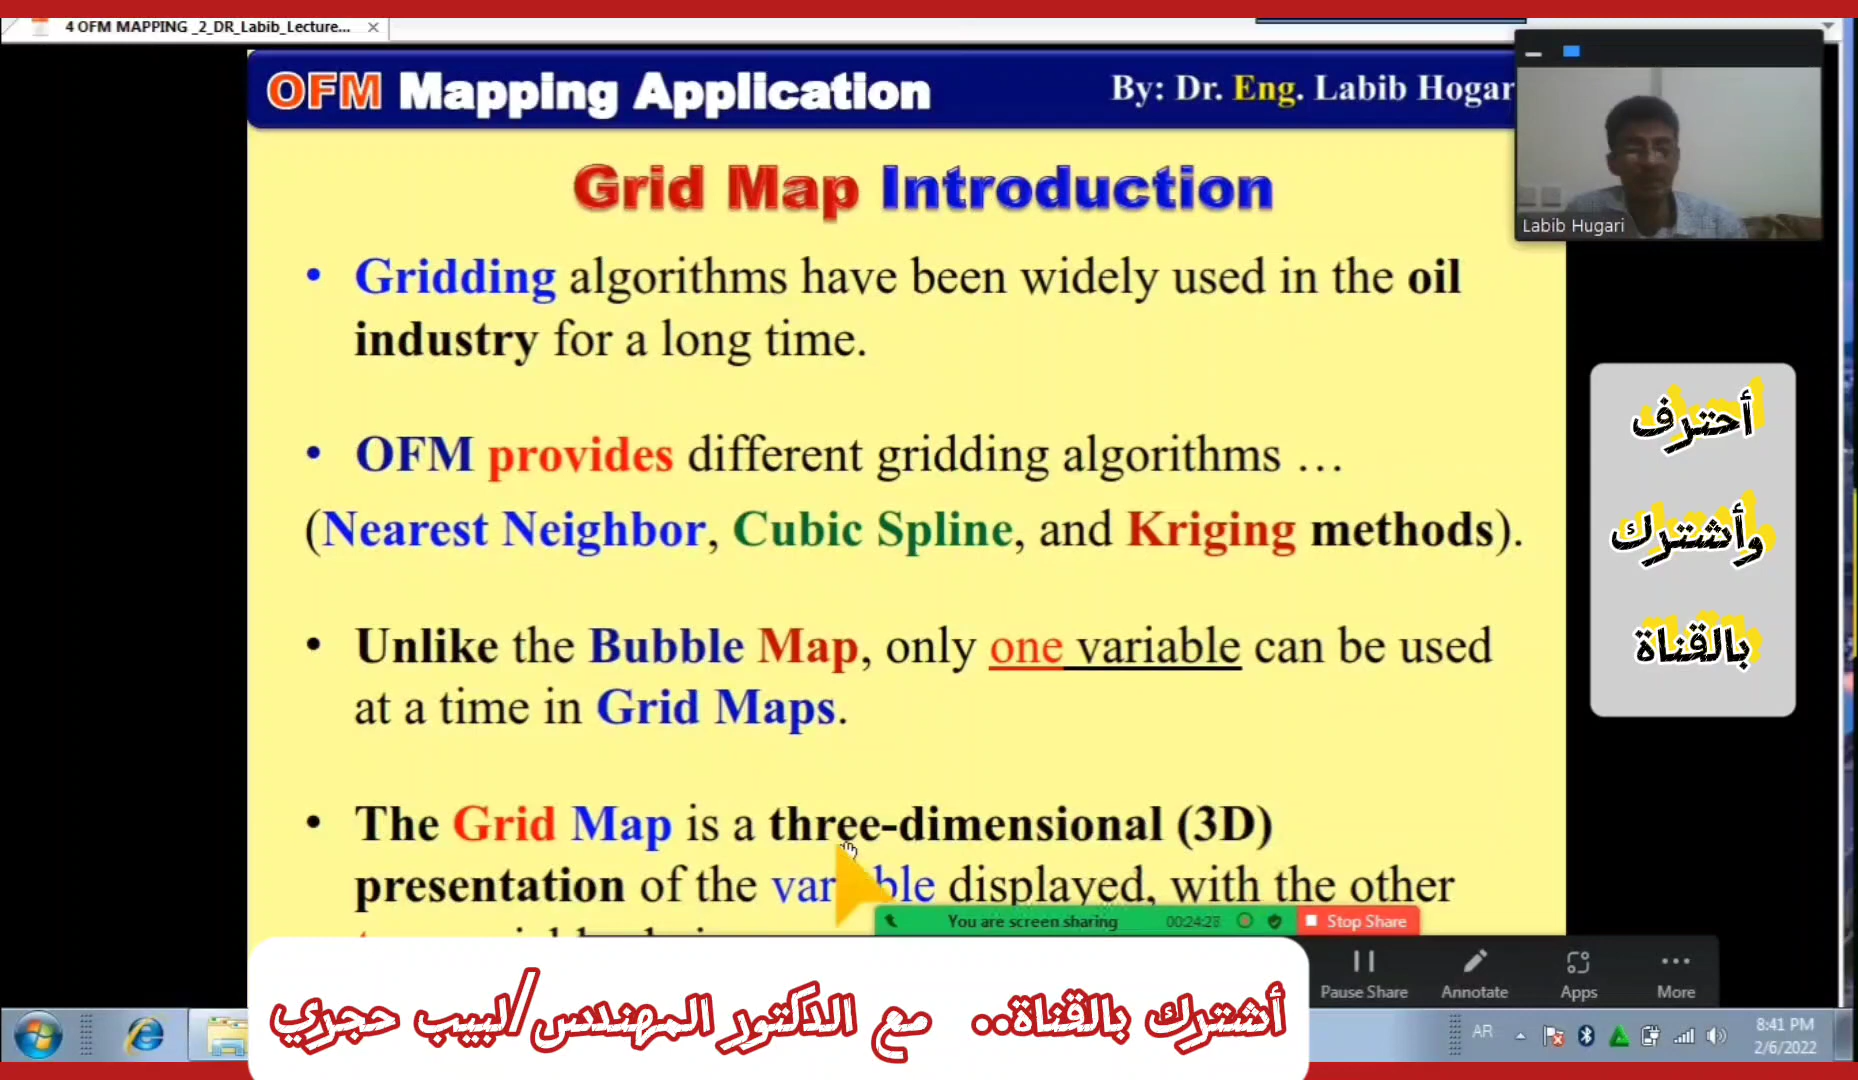 4 OFM MAPPING _2_DR_Labib_Lecture...
OFM Mapping Application
By: Dr. Eng. Labib Hogar
Labib Hugari
Grid Map Introduction
• Gridding algorithms have been widely used in the oil
industry for a long time.
• OFM provides different gridding algorithms …
(Nearest Neighbor, Cubic Spline, and Kriging methods).
• Unlike the Bubble Map, only one variable can be used
at a time in Grid Maps.
• The Grid Map is a three-dimensional (3D)
presentation of the displayed, with the other
أحترف
وأشترك
بالقناة
You are screen sharing
00:24:28
Stop Share
Pause Share
Annotate
Apps
More
أشترك بالقناة.. مع الدكتور المهندس/لبيب حجري
AR
8:41 PM
2/6/2022